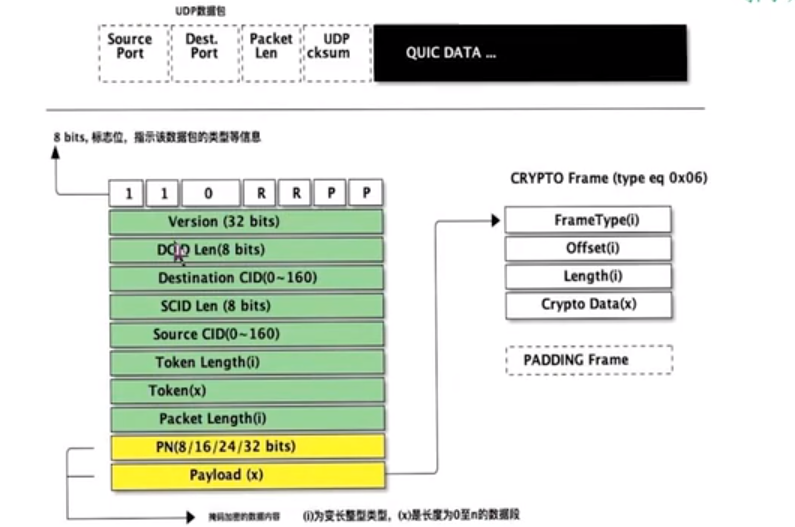 UDP数据包
Source Port
Dest. Port
Packet Len
UDP cksum
QUIC DATA ...
8 bits, 标志位, 指示该数据包的类型等信息
1 1 0 R R P P
Version (32 bits)
DCID Len(8 bits)
Destination CID(0~160)
SCID Len (8 bits)
Source CID(0~160)
Token Length(i)
Token(x)
Packet Length(i)
PN(8/16/24/32 bits)
Payload (x)
CRYPTO Frame (type eq 0x06)
FrameType(i)
Offset(i)
Length(i)
Crypto Data(x)
PADDING Frame
掩码加密的数据内容
(i)为变长整型类型, (x)是长度为0至n的数据段